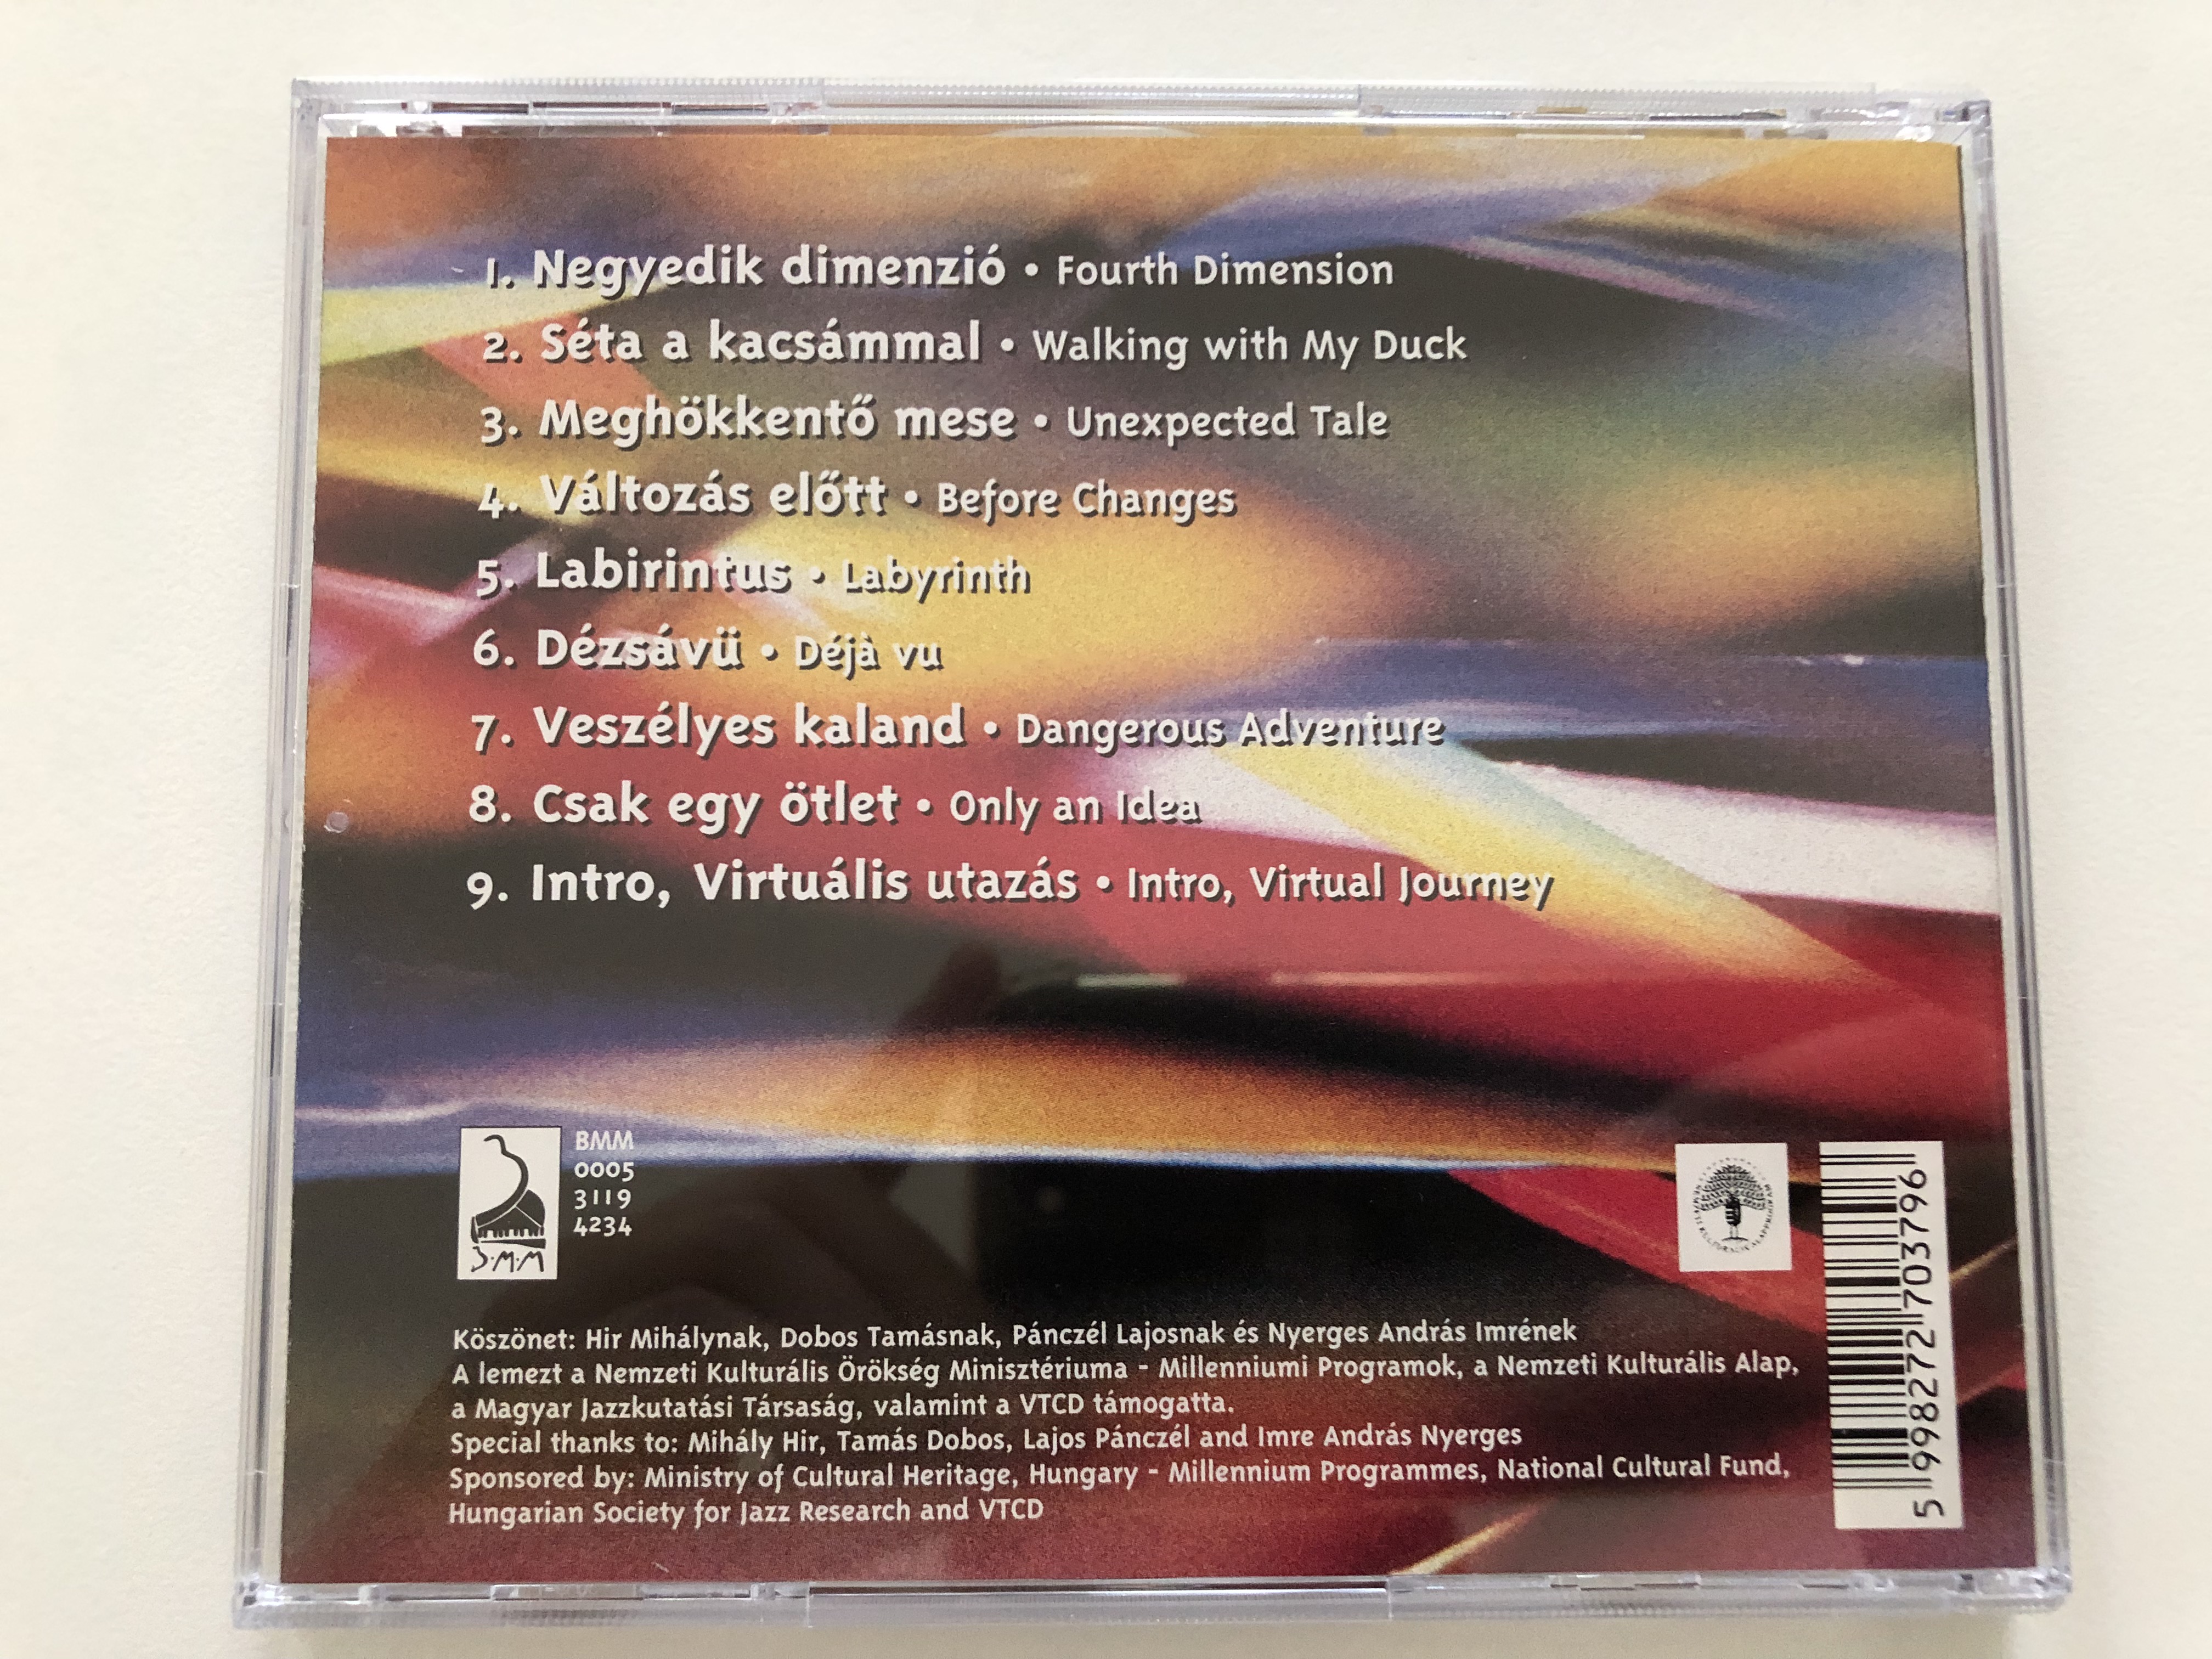 1. Negyedik dimenzió • Fourth Dimension
2. Séta a kacsámmal • Walking with My Duck
3. Meghökkentő mese • Unexpected Tale
4. Változás előtt • Before Changes
5. Labirintus • Labyrinth
6. Dézsávü • Déjà vu
7. Veszélyes kaland • Dangerous Adventure
8. Csak egy ötlet • Only an Idea
9. Intro, Virtuális utazás • Intro, Virtual Journey
BMM
0005
3119
4234
B·M·M
5 998272 703796
Köszönet: Hir Mihálynak, Dobos Tamásnak, Pánczél Lajosnak és Nyerges András Imrének
A lemezt a Nemzeti Kulturális Örökség Minisztériuma - Millenniumi Programok, a Nemzeti Kulturális Alap,
a Magyar Jazzkutatási Társaság, valamint a VTCD támogatta.
Special thanks to: Mihály Hir, Tamás Dobos, Lajos Pánczél and Imre András Nyerges
Sponsored by: Ministry of Cultural Heritage, Hungary - Millennium Programmes, National Cultural Fund,
Hungarian Society for Jazz Research and VTCD